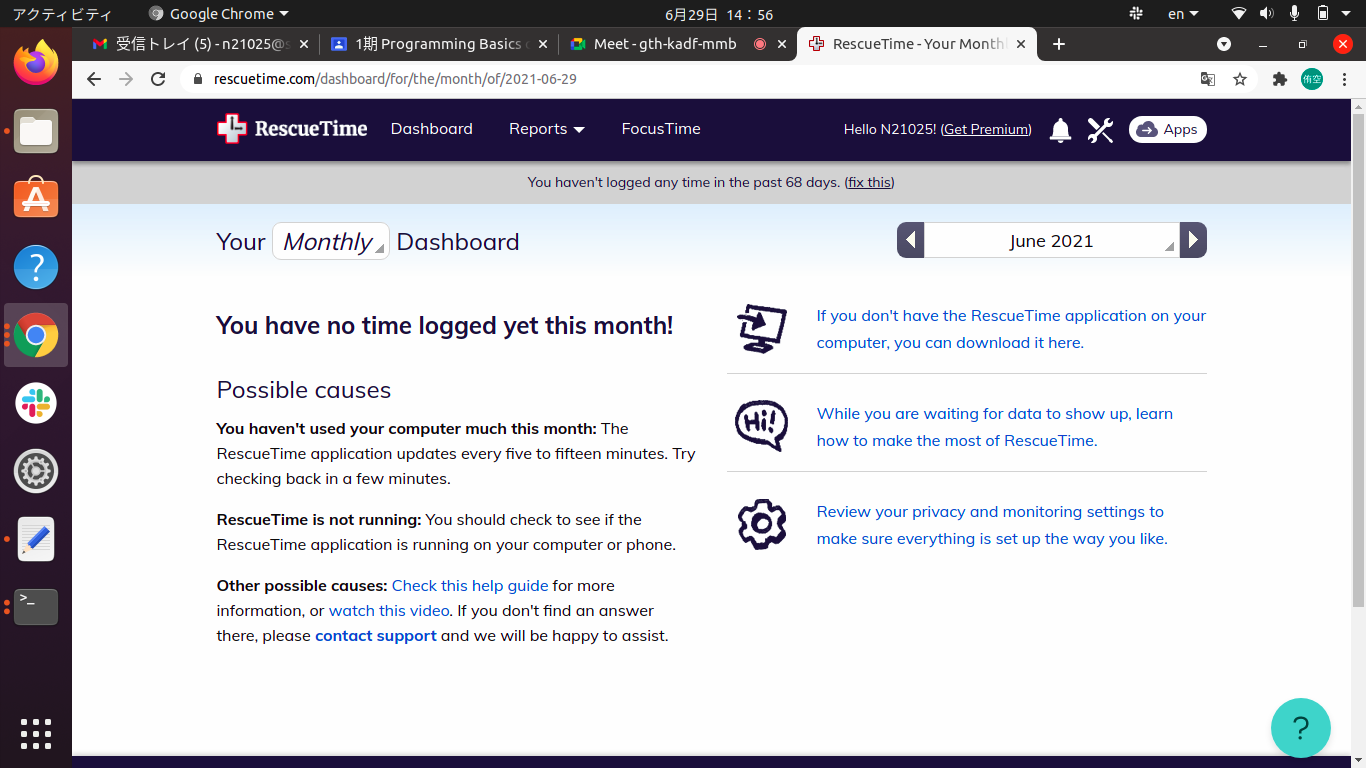 アクティビティ
Google Chrome
6月29日 14：56
en
受信トレイ (5) - n21025@s
1期 Programming Basics
Meet - gth-kadf-mmb
RescueTime - Your Month
rescuetime.com/dashboard/for/the/month/of/2021-06-29
侑空
RescueTime
Dashboard
Reports
FocusTime
Hello N21025! (Get Premium)
Apps
You haven't logged any time in the past 68 days. (fix this)
Your Monthly Dashboard
June 2021
You have no time logged yet this month!
Possible causes
You haven't used your computer much this month: The
RescueTime application updates every five to fifteen minutes. Try
checking back in a few minutes.
RescueTime is not running: You should check to see if the
RescueTime application is running on your computer or phone.
Other possible causes: Check this help guide for more
information, or watch this video. If you don't find an answer
there, please contact support and we will be happy to assist.
If you don't have the RescueTime application on your
computer, you can download it here.
Hi!
While you are waiting for data to show up, learn
how to make the most of RescueTime.
Review your privacy and monitoring settings to
make sure everything is set up the way you like.
?